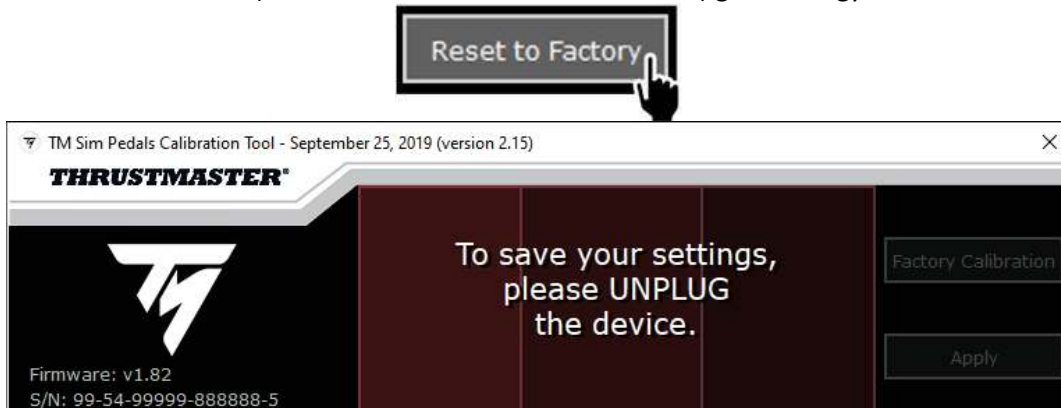 Reset to Factory
TM Sim Pedals Calibration Tool - September 25, 2019 (version 2.15)
THRUSTMASTER®
To save your settings,
please UNPLUG
the device.
Factory Calibration
Apply
Firmware: v1.82
S/N: 99-54-99999-888888-5